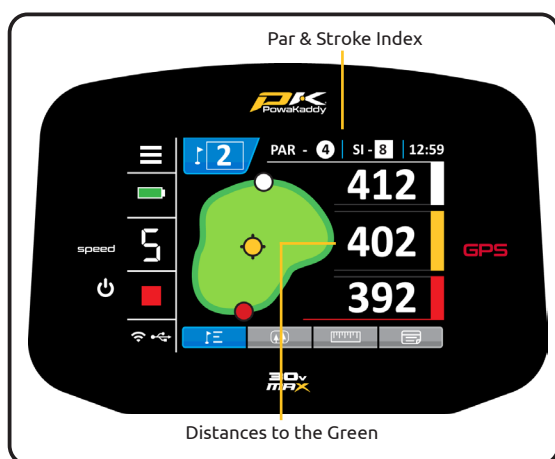 Par & Stroke Index
PK
PowaKaddy
2 PAR - 4 SI - 8 12:59
412
speed 5 402 GPS
392
30V
MAX
Distances to the Green